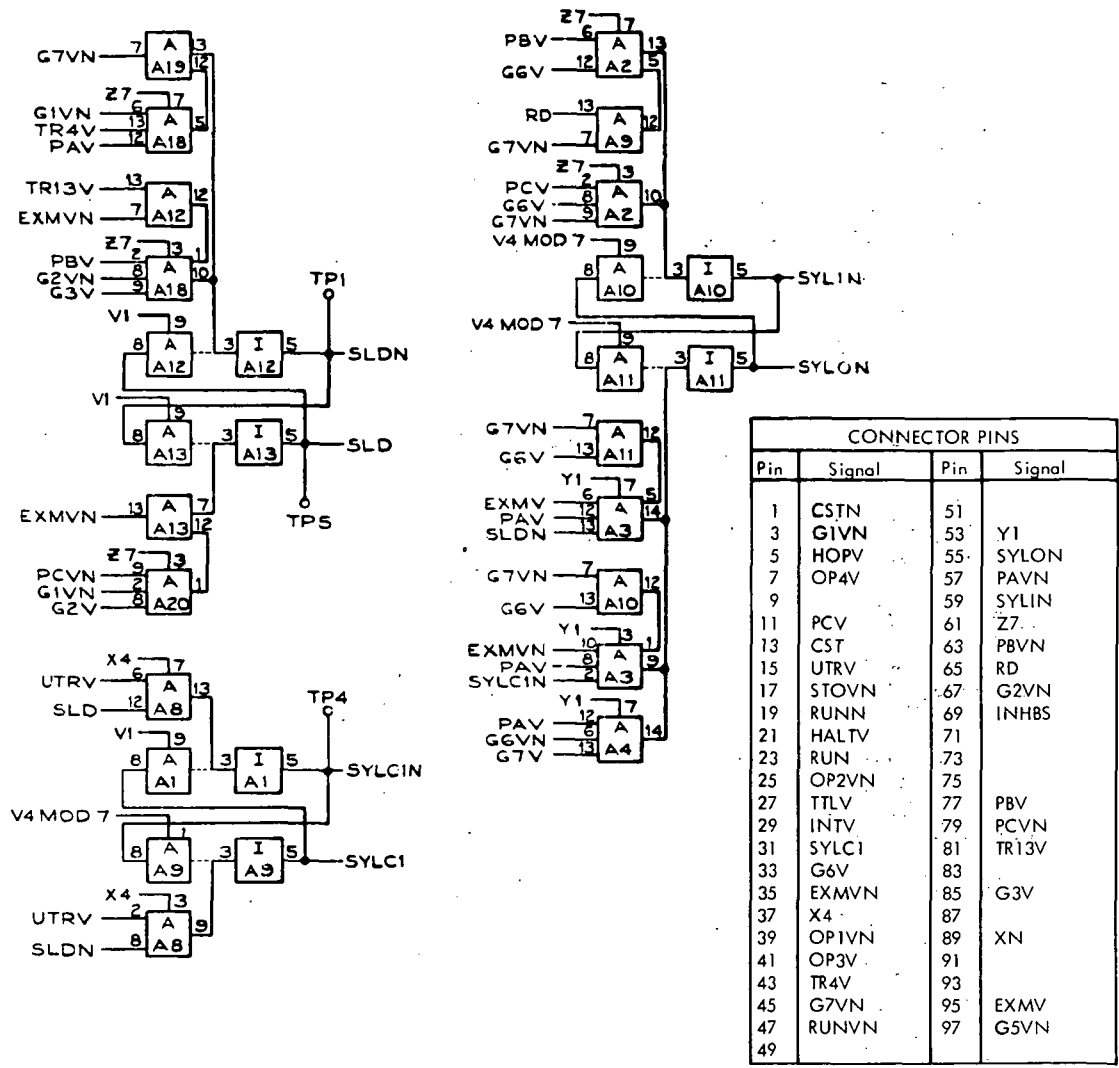 G7VN 7 A A19 13 12
Z7 7
G1VN 6
TR4V 13 A A18 5
PAV 12
TR13V 13 A A12 12
EXMVN 7
Z7 3
PBV 2 A A18 1
G2VN 8 10
G3V 9
V1 9
8 A A12 3 I A12 5 SLDN
TP1
V1 9
8 A A13 3 I A13 5 SLD
TP5
EXMVN 13 A A13 7 12
Z7 3
PCVN 9
G1VN 2 A A20 1
G2V 8
X4 7
UTRV 6 A A8 13
SLD 12
TP4
V1 9
8 A A1 3 I A1 5 SYLC1N
V4 MOD 7 1
8 A A9 3 I A9 5 SYLC1
X4 3
UTRV 2 A A8 9
SLDN 8
Z7 7
PBV 6 A A2 13
G6V 12 5
RD 13 A A9 12
G7VN 7
Z7 3
PCV 2 A A2
G6V 8 10
G7VN 9
V4 MOD 7 9
8 A A10 3 I A10 5 SYL1N
V4 MOD 7 9
8 A A11 3 I A11 5 SYLON
G7VN 7 A A11 12
G6V 13
Y1 7
EXMV 6 A A3 5
PAV 12 14
SLDN 13
G7VN 7 A A10 12
G6V 13
Y1 3
EXMVN 10 A A3 1
PAV 8 9
SYLC1N 2
Y1 7
PAV 12 A A4 14
G6VN 6
G7V 13
CONNECTOR PINS
Pin Signal Pin Signal
1 CSTN 51
3 G1VN 53 Y1
5 HOPV 55 SYLON
7 OP4V 57 PAVN
9 59 SYLIN
11 PCV 61 Z7
13 CST 63 PBVN
15 UTRV 65 RD
17 STOVN 67 G2VN
19 RUNN 69 INHBS
21 HALTV 71
23 RUN 73
25 OP2VN 75
27 TTLV 77 PBV
29 INTV 79 PCVN
31 SYLC1 81 TR13V
33 G6V 83
35 EXMVN 85 G3V
37 X4 87
39 OP1VN 89 XN
41 OP3V 91
43 TR4V 93
45 G7VN 95 EXMV
47 RUNVN 97 G5VN
49